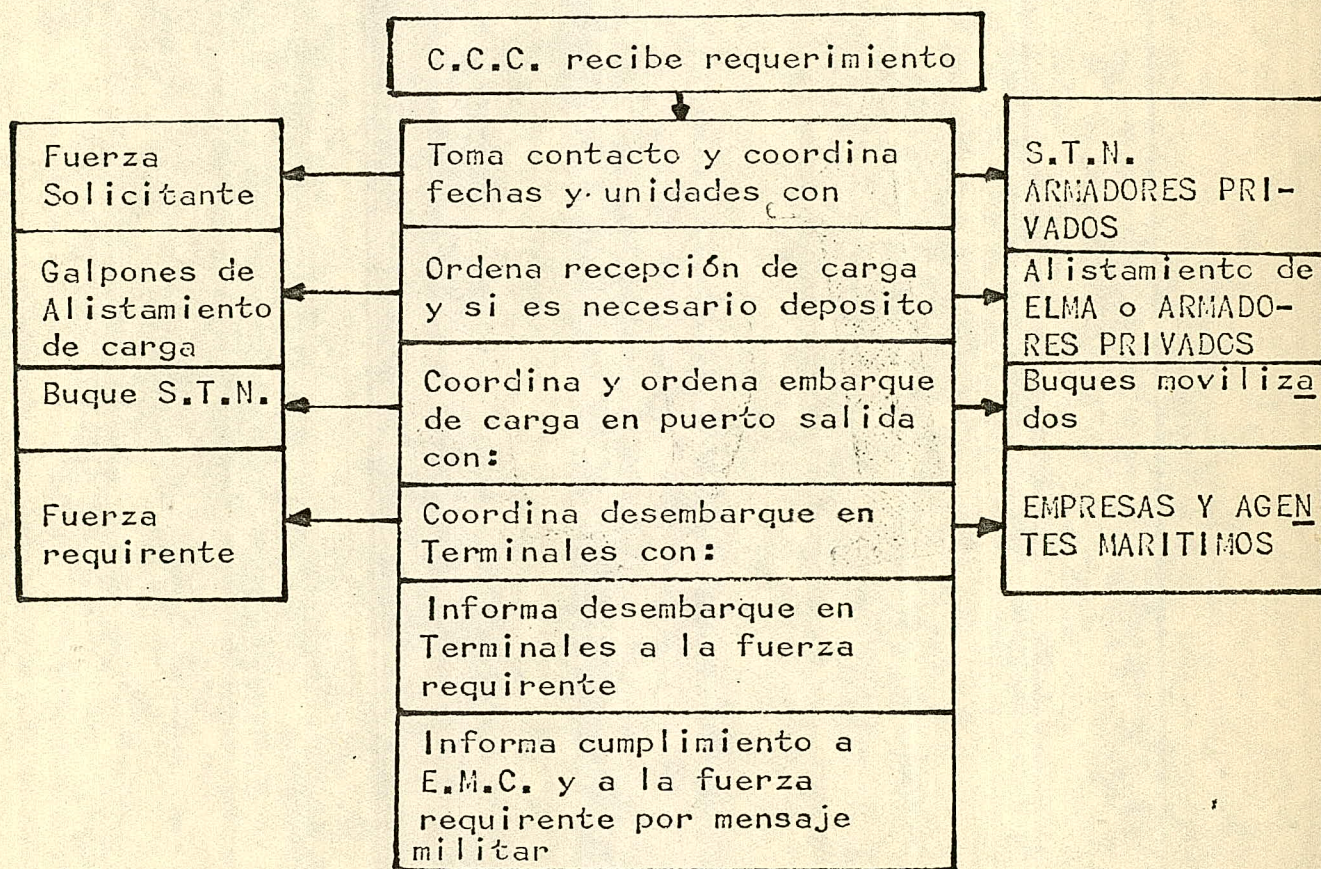 C.C.C. recibe requerimiento
Fuerza
Solicitante
Toma contacto y coordina
fechas y unidades con
S.T.N.
ARMADORES PRI-
VADOS
Galpones de
Alistamiento
de carga
Ordena recepción de carga
y si es necesario deposito
Alistamiento de
ELMA o ARMADO-
RES PRIVADOS
Buque S.T.N.
Coordina y ordena embarque
de carga en puerto salida
con:
Buques moviliza
dos
Fuerza
requirente
Coordina desembarque en
Terminales con:
EMPRESAS Y AGEN
TES MARITIMOS
Informa desembarque en
Terminales a la fuerza
requirente
Informa cumplimiento a
E.M.C. y a la fuerza
requirente por mensaje
militar